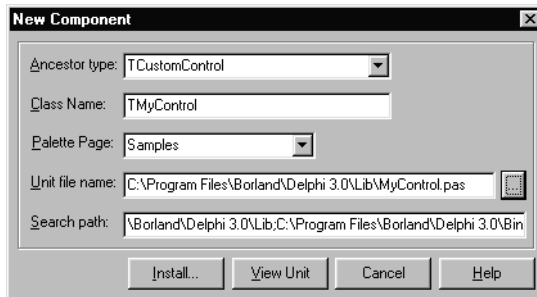 New Component
Ancestor type: TCustomControl
Class Name: TMyControl
Palette Page: Samples
Unit file name: C:\Program Files\Borland\Delphi 3.0\Lib\MyControl.pas ...
Search path: \Borland\Delphi 3.0\Lib;C:\Program Files\Borland\Delphi 3.0\Bin
Install... View Unit Cancel Help